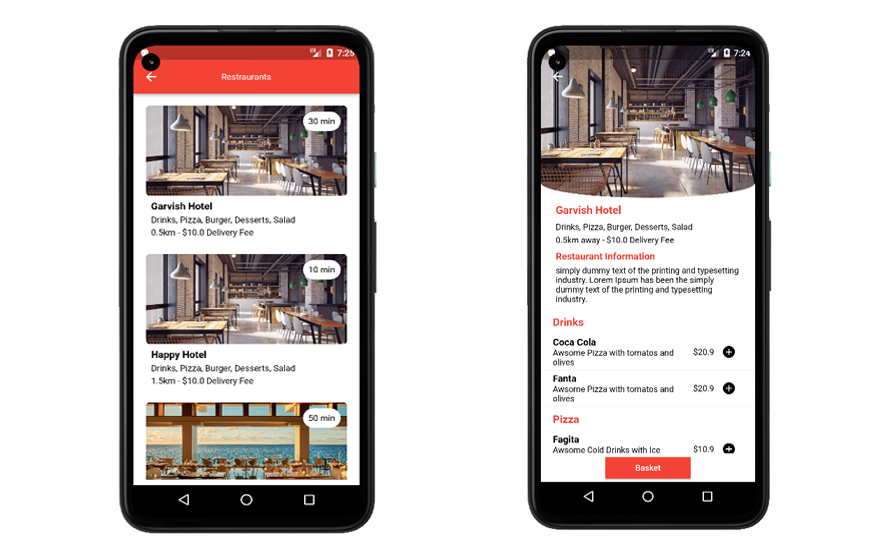 7:25
Restraurants
30 min
Garvish Hotel
Drinks, Pizza, Burger, Desserts, Salad
0.5km - $10.0 Delivery Fee
10 min
Happy Hotel
Drinks, Pizza, Burger, Desserts, Salad
1.5km - $10.0 Delivery Fee
50 min
7:24
Garvish Hotel
Drinks, Pizza, Burger, Desserts, Salad
0.5km away - $10.0 Delivery Fee
Restaurant Information
simply dummy text of the printing and typesetting
industry. Lorem Ipsum has been the simply
dummy text of the printing and typesetting
industry.
Drinks
Coca Cola
Awsome Pizza with tomatos and
olives
$20.9
Fanta
Awsome Pizza with tomatos and
olives
$20.9
Pizza
Fagita
Awsome Cold Drinks with Ice
$10.9
Basket